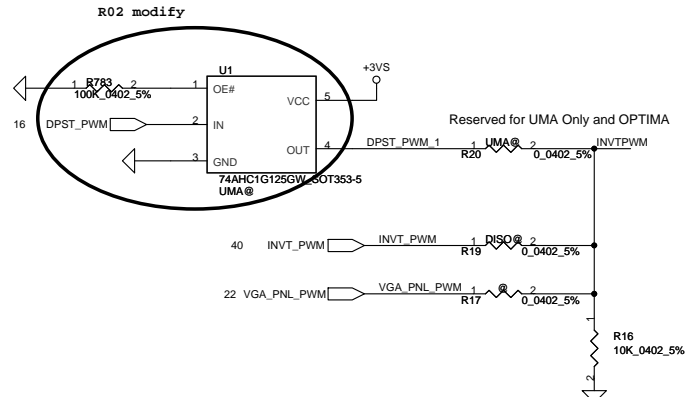 R02 modify
U1
+3VS
1 R783 2
100K_0402_5%
1 OE#
VCC 5
16 DPST_PWM 2 IN
Reserved for UMA Only and OPTIMA
OUT 4 DPST_PWM_1 1 UMA@ 2 INVTPWM
3 GND
R20 0_0402_5%
74AHC1G125GW_SOT353-5
UMA@
40 INVT_PWM INVT_PWM 1 DISO@ 2
R19 0_0402_5%
22 VGA_PNL_PWM VGA_PNL_PWM 1 @ 2
R17 0_0402_5%
1
R16
10K_0402_5%
2